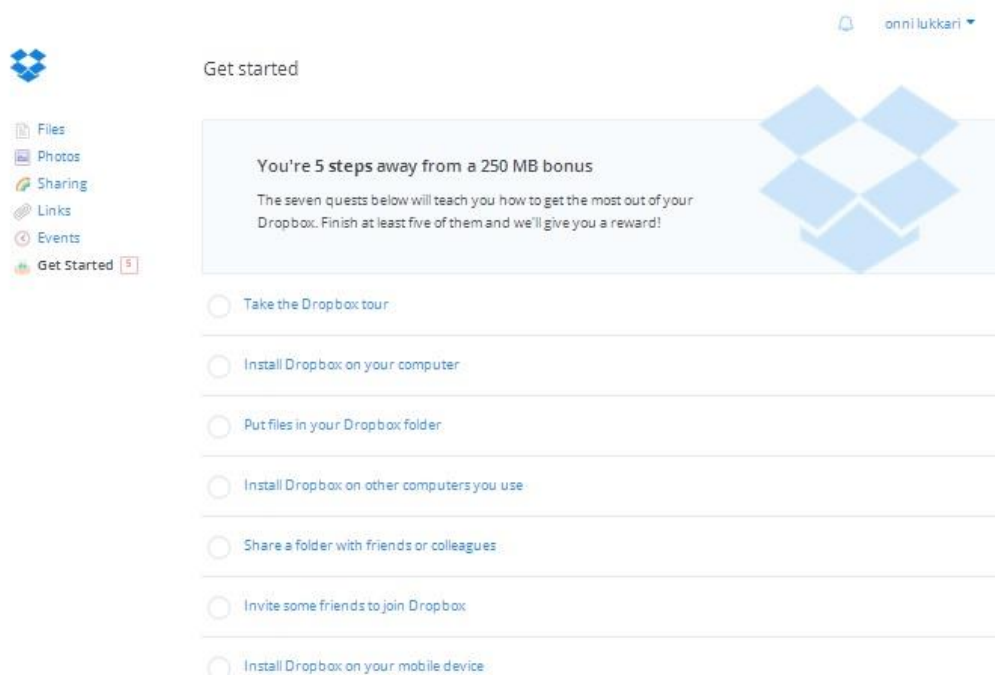 onni lukkari
Get started
Files
Photos
Sharing
Links
Events
Get Started 5
You're 5 steps away from a 250 MB bonus
The seven quests below will teach you how to get the most out of your
Dropbox. Finish at least five of them and we'll give you a reward!
Take the Dropbox tour
Install Dropbox on your computer
Put files in your Dropbox folder
Install Dropbox on other computers you use
Share a folder with friends or colleagues
Invite some friends to join Dropbox
Install Dropbox on your mobile device